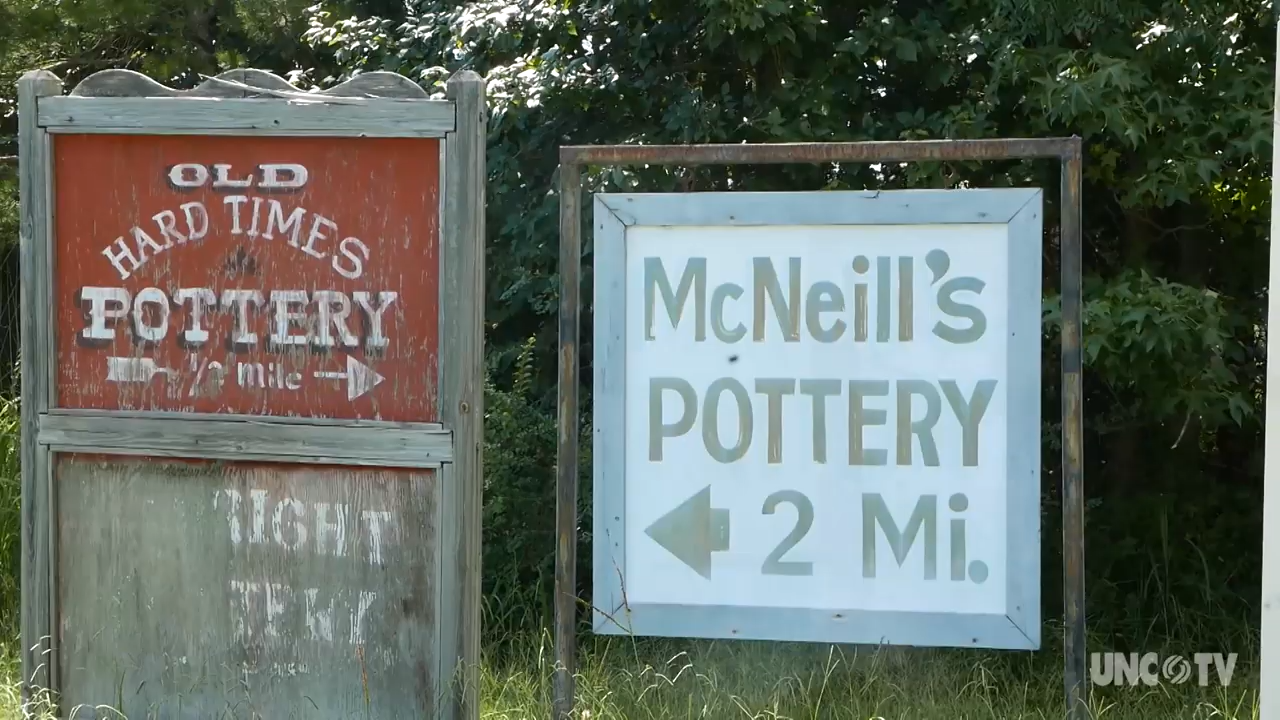 OLD
HARD TIMES
POTTERY
1/2 mile
McNeill's
POTTERY
2 Mi.
UNC TV